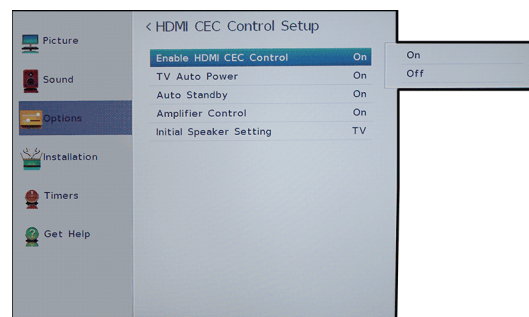 < HDMI CEC Control Setup
Picture
Sound
Options
Installation
Timers
Get Help
Enable HDMI CEC Control On
TV Auto Power On
Auto Standby On
Amplifier Control On
Initial Speaker Setting TV
On
Off